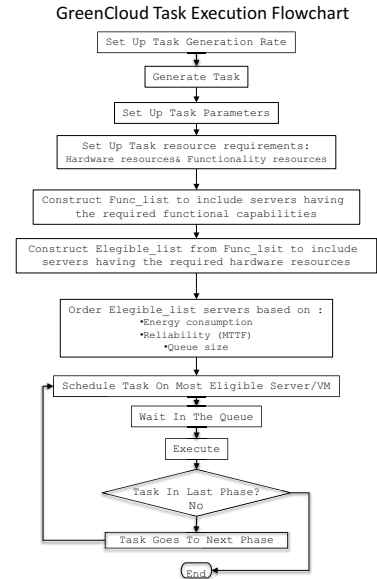 GreenCloud Task Execution Flowchart
Set Up Task Generation Rate
Generate Task
Set Up Task Parameters
Set Up Task resource requirements:
Hardware resources& Functionality resources
Construct Func_list to include servers having
the required functional capabilities
Construct Elegible_list from Func_lsit to include
servers having the required hardware resources
Order Elegible_list servers based on :
•Energy consumption
•Reliability (MTTF)
•Queue size
Schedule Task On Most Eligible Server/VM
Wait In The Queue
Execute
Task In Last Phase?
No
Task Goes To Next Phase
End